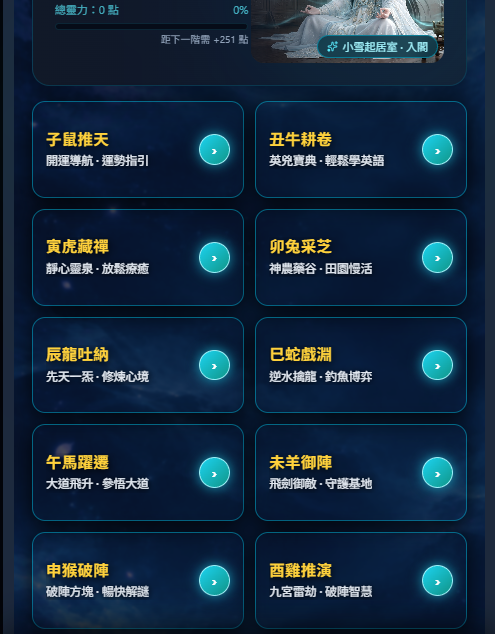 總靈力：0 點 0%
距下一階需 +251 點
小雪起居室 · 入閣
子鼠推天
開運導航 · 運勢指引
丑牛耕卷
英兇寶典 · 輕鬆學英語
寅虎藏禪
靜心靈泉 · 放鬆療癒
卯兔采芝
神農藥谷 · 田園慢活
辰龍吐納
先天一炁 · 修煉心境
巳蛇戲淵
逆水擒龍 · 釣魚博弈
午馬躍遷
大道飛升 · 參悟大道
未羊御陣
飛劍御敵 · 守護基地
申猴破陣
破陣方塊 · 暢快解謎
酉雞推演
九宮雷劫 · 破陣智慧